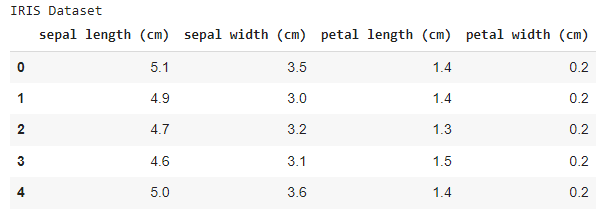 IRIS Dataset
sepal length (cm) sepal width (cm) petal length (cm) petal width (cm)
0 5.1 3.5 1.4 0.2
1 4.9 3.0 1.4 0.2
2 4.7 3.2 1.3 0.2
3 4.6 3.1 1.5 0.2
4 5.0 3.6 1.4 0.2